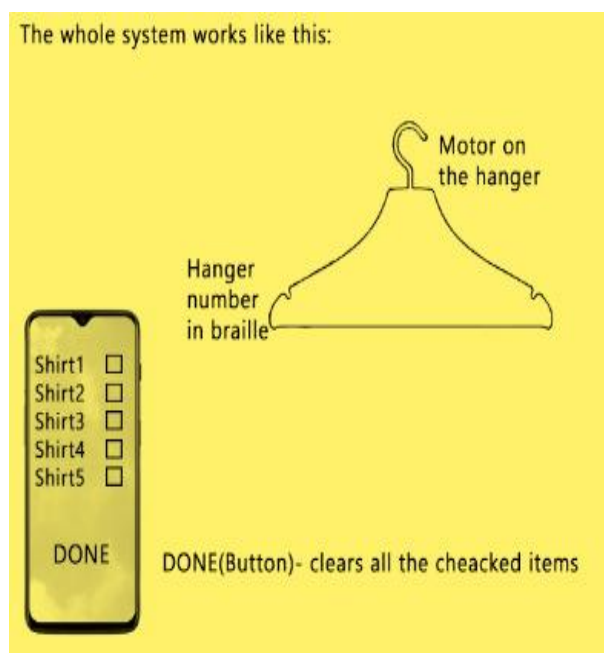 The whole system works like this:
Motor on
the hanger
Hanger
number
in braille
Shirt1
Shirt2
Shirt3
Shirt4
Shirt5
DONE
DONE(Button)- clears all the cheacked items